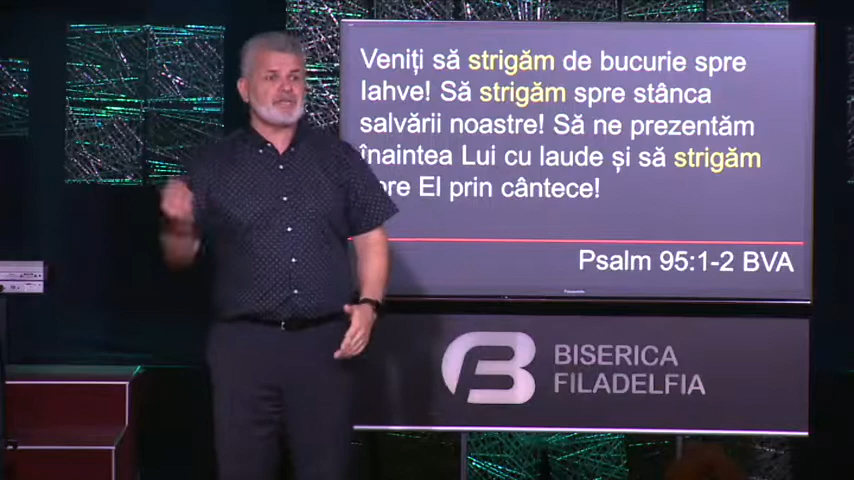 Veniți să strigăm de bucurie spre
Iahve! Să strigăm spre stânca
salvării noastre! Să ne prezentăm
înaintea Lui cu laude și să strigăm
El prin cântece!
Psalm 95:1-2 BVA
BISERICA
FILADELFIA